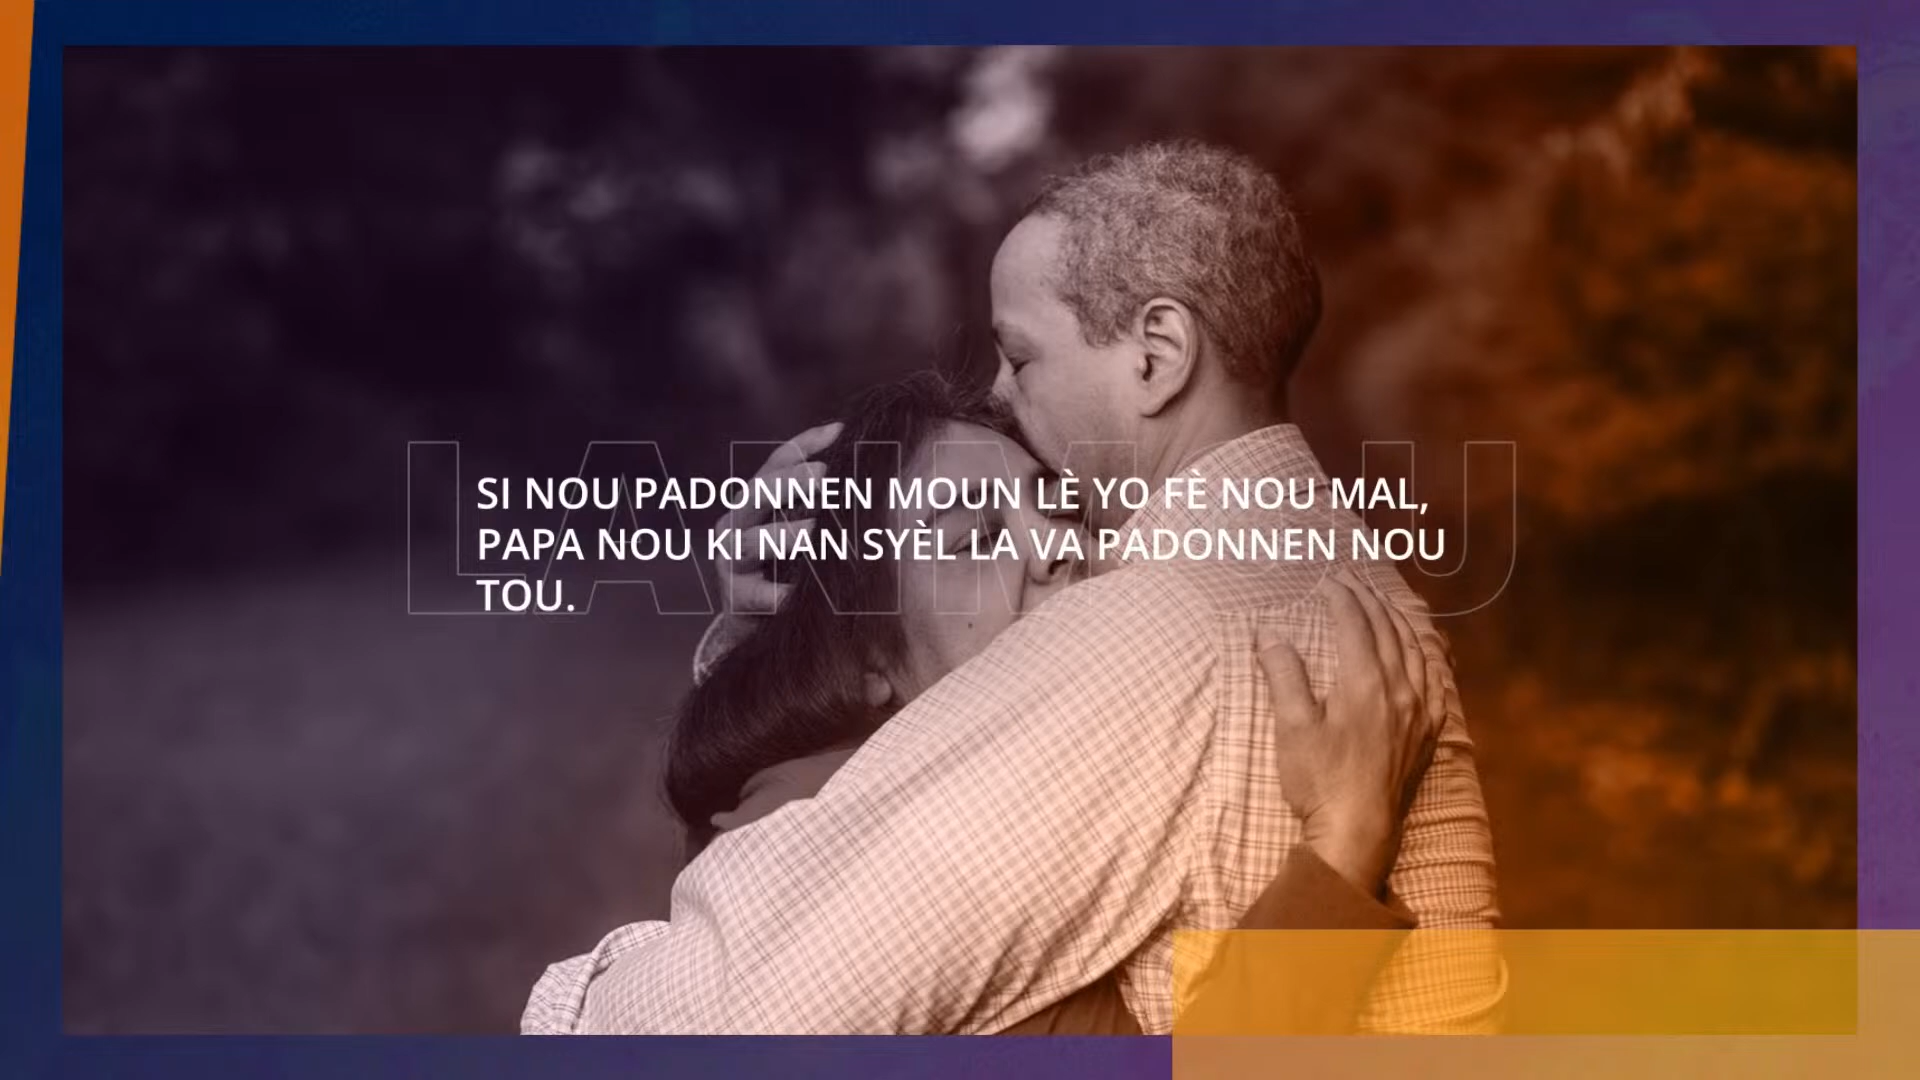 LANMOU
SI NOU PADONNEN MOUN LÈ YO FÈ NOU MAL,
PAPA NOU KI NAN SYÈL LA VA PADONNEN NOU
TOU.